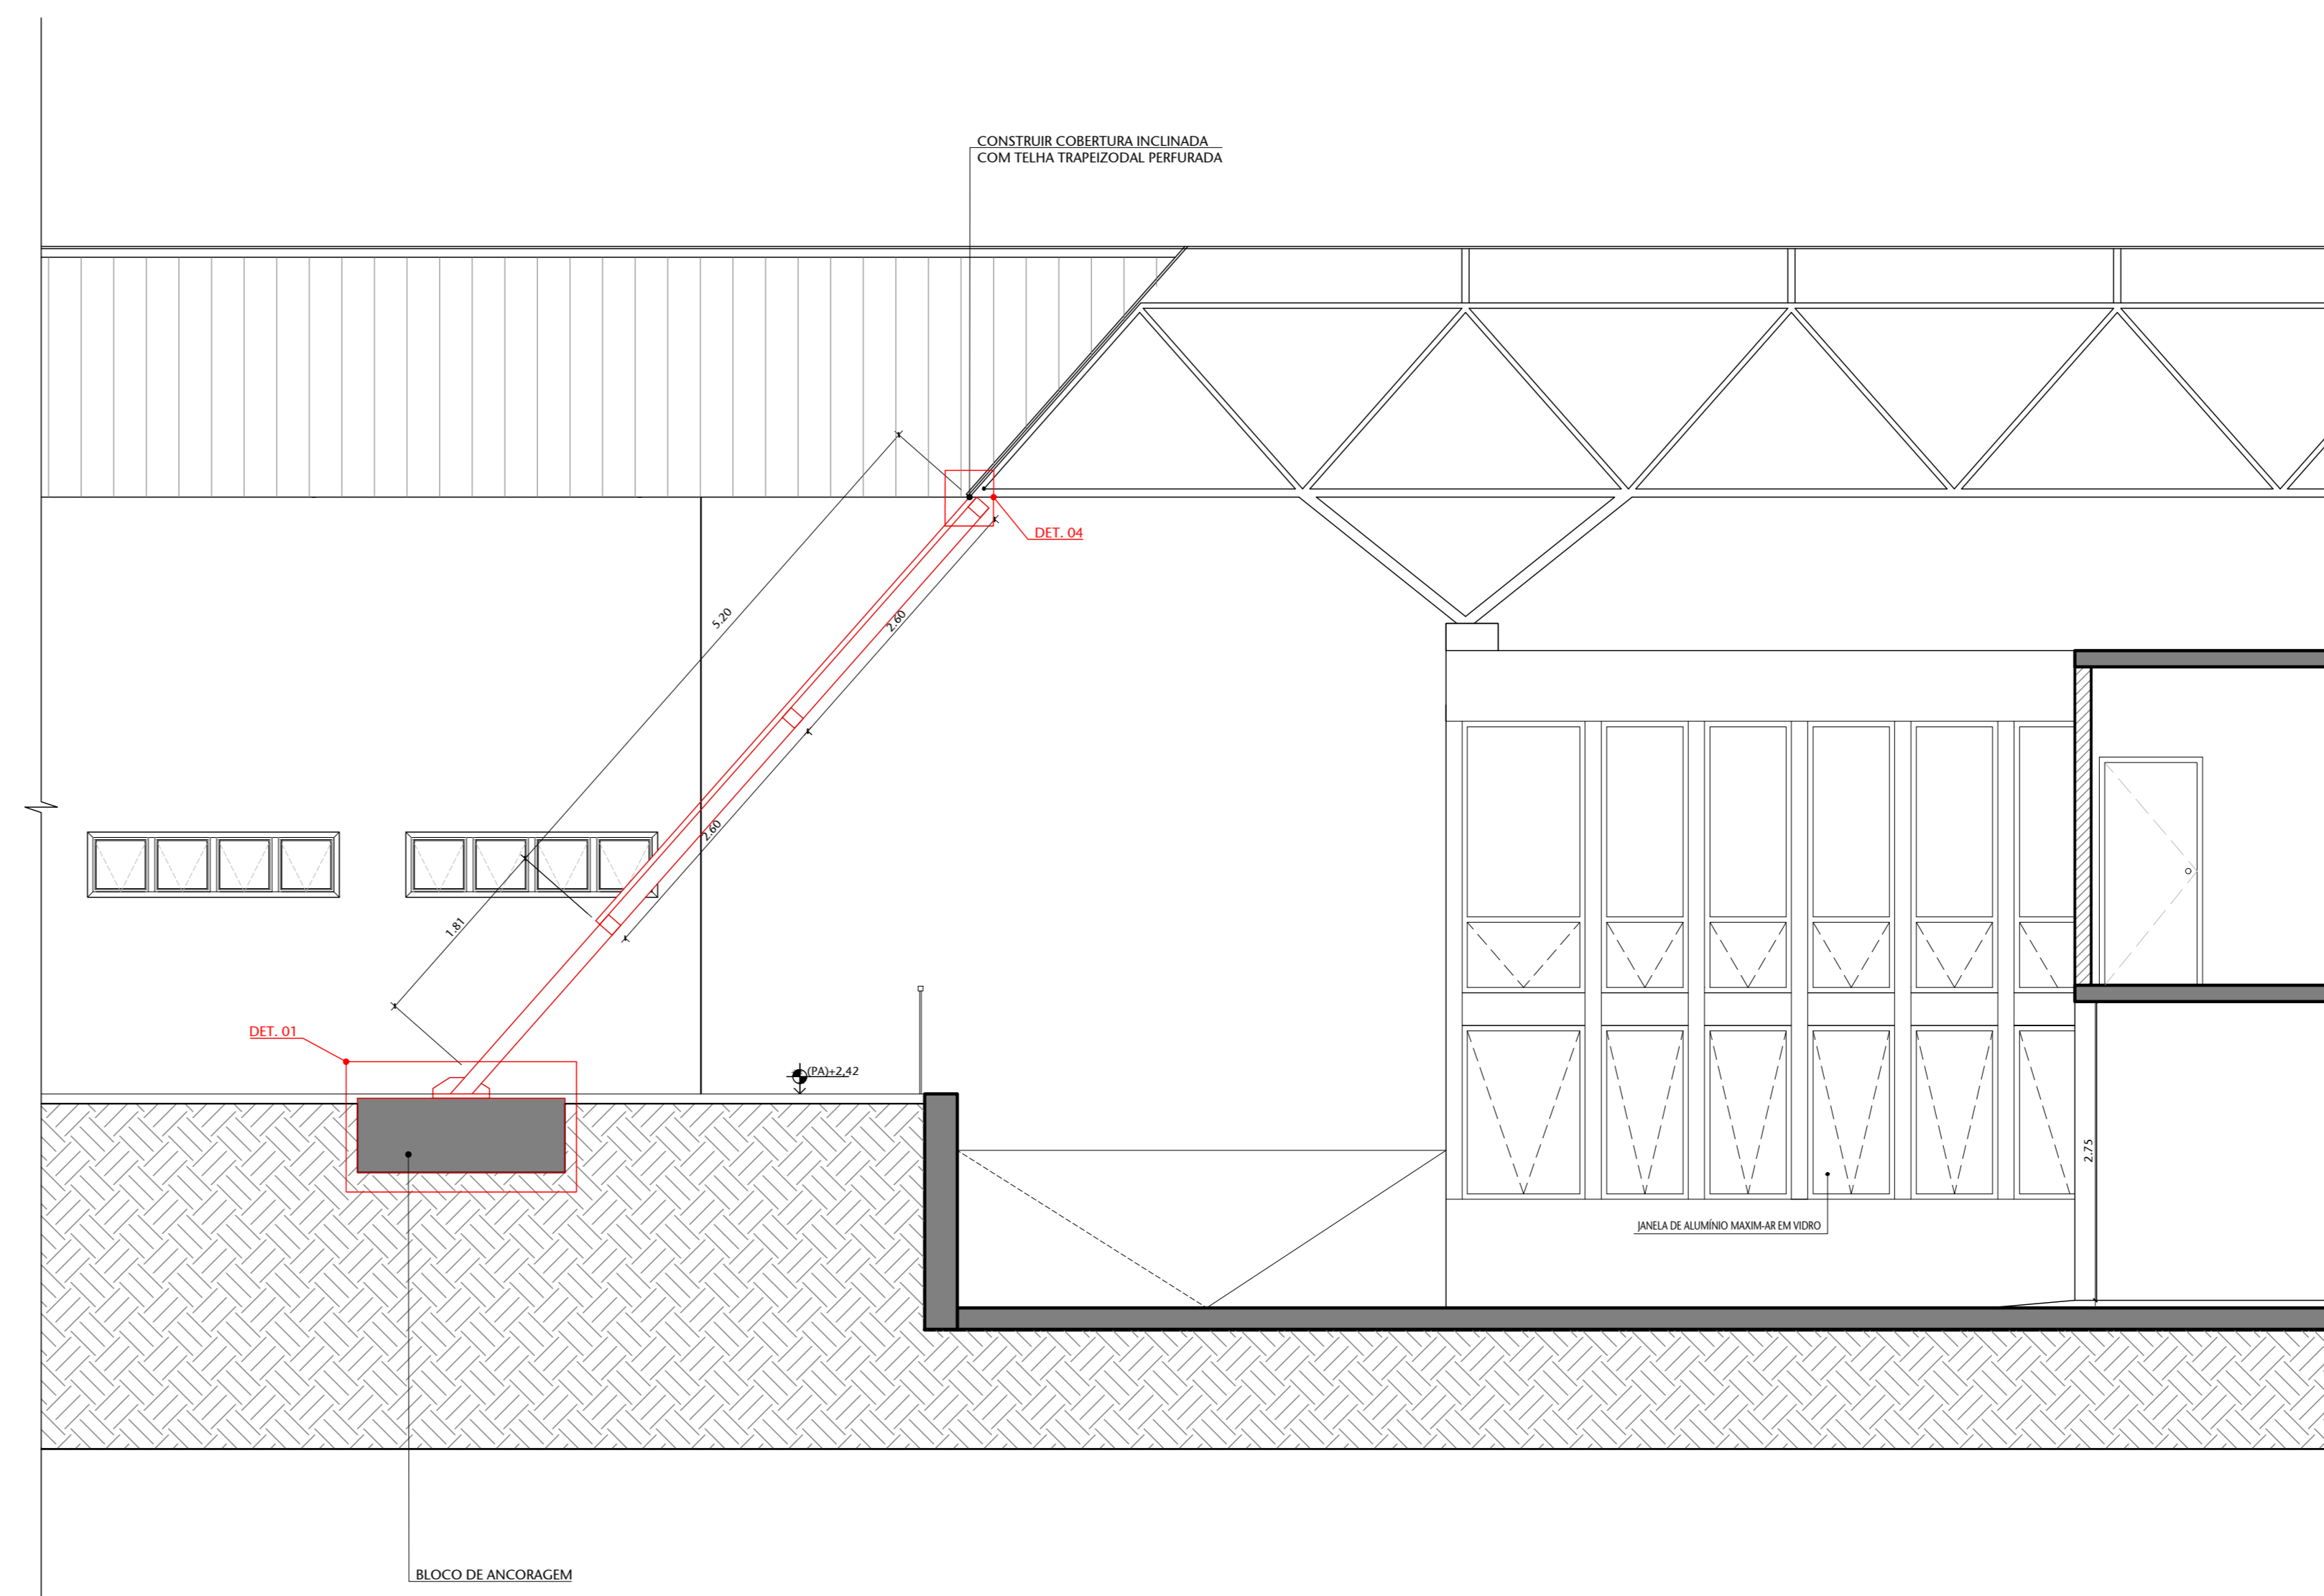 CONSTRUIR COBERTURA INCLINADA
COM TELHA TRAPEIZODAL PERFURADA
DET. 04
5.20
2.60
2.60
1.81
DET. 01
(PA)+2,42
2.75
JANELA DE ALUMÍNIO MAXIM-AR EM VIDRO
BLOCO DE ANCORAGEM